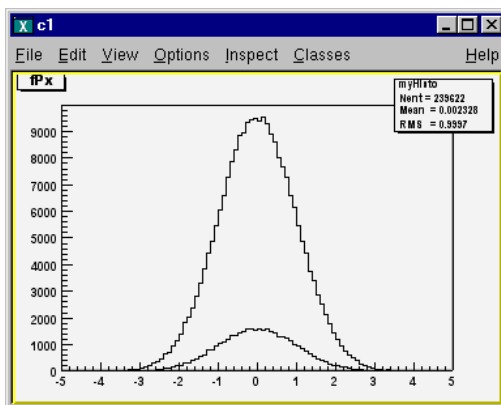 c1
File Edit View Options Inspect Classes Help
fPx
myHisto
Nent = 239622
Mean = 0.002328
RMS = 0.9997
9000
8000
7000
6000
5000
4000
3000
2000
1000
0
-5 -4 -3 -2 -1 0 1 2 3 4 5